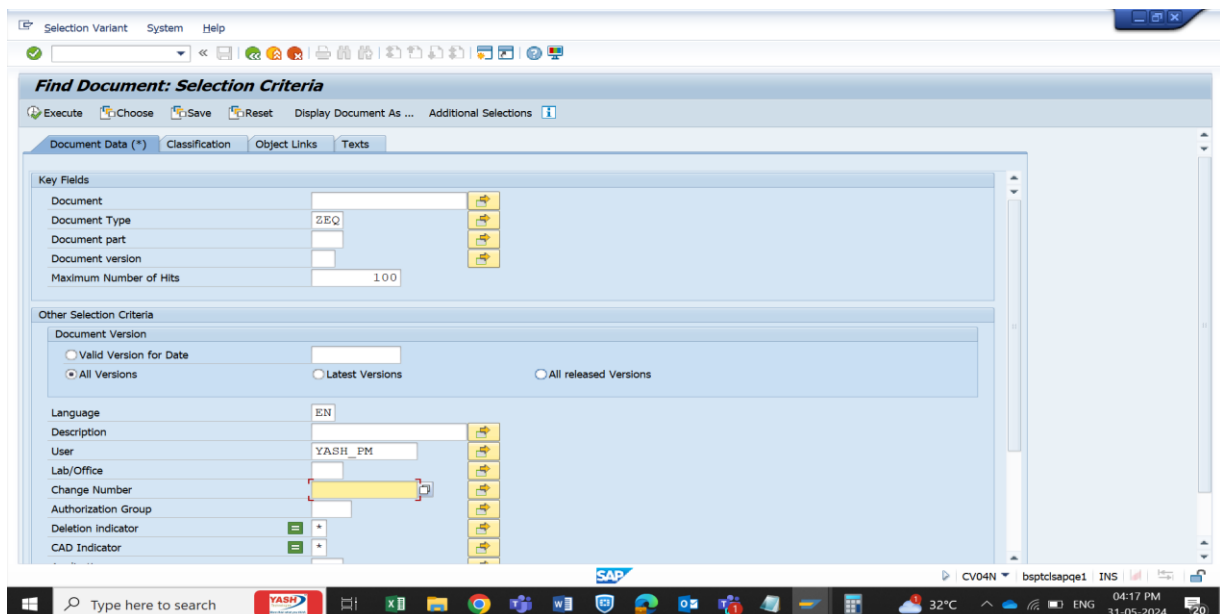 Selection Variant System Help
Find Document: Selection Criteria
Execute Choose Save Reset Display Document As ... Additional Selections
Document Data (*) Classification Object Links Texts
Key Fields
Document
Document Type ZEQ
Document part
Document version
Maximum Number of Hits 100
Other Selection Criteria
Document Version
Valid Version for Date
All Versions Latest Versions All released Versions
Language EN
Description
User YASH_PM
Lab/Office
Change Number
Authorization Group
Deletion indicator = *
CAD Indicator = *
SAP CV04N bsptclsapqe1 INS
Type here to search YASH 32°C ENG 04:17 PM
31-05-2024 20